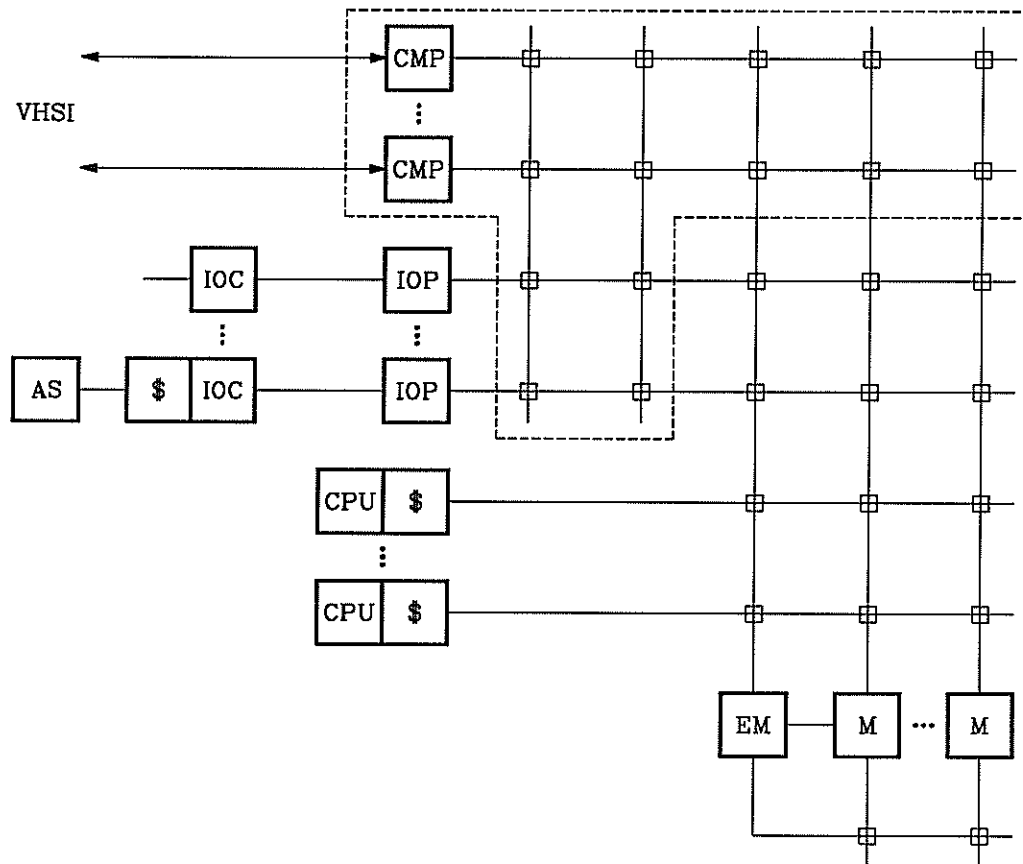 CMP
VHSI
CMP
IOC IOP
AS $ IOC IOP
CPU $
CPU $
EM M M